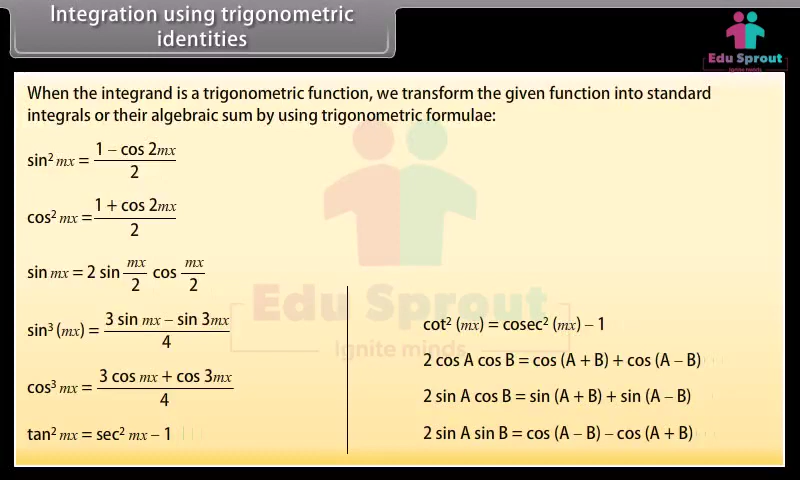 Integration using trigonometric
identities
Edu Sprout
Ignite minds
When the integrand is a trigonometric function, we transform the given function into standard
integrals or their algebraic sum by using trigonometric formulae:
sin² mx = (1 – cos 2mx)/2
cos² mx = (1 + cos 2mx)/2
sin mx = 2 sin mx/2 cos mx/2
sin³ (mx) = (3 sin mx – sin 3mx)/4
cos³ mx = (3 cos mx + cos 3mx)/4
tan² mx = sec² mx – 1
cot² (mx) = cosec² (mx) – 1
2 cos A cos B = cos (A + B) + cos (A – B)
2 sin A cos B = sin (A + B) + sin (A – B)
2 sin A sin B = cos (A – B) – cos (A + B)
Edu Sprout
Ignite minds